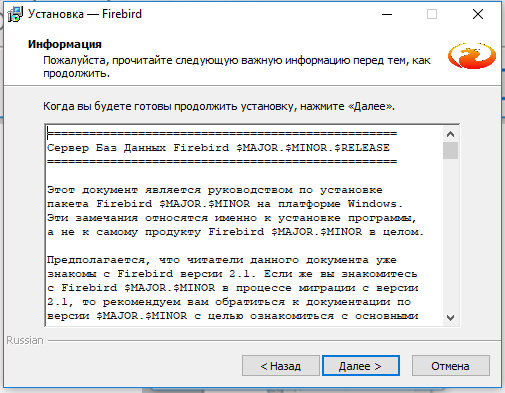 Установка — Firebird
Информация
Пожалуйста, прочитайте следующую важную информацию перед тем, как
продолжить.
Когда вы будете готовы продолжить установку, нажмите «Далее».
==================================================
Сервер Баз Данных Firebird $MAJOR.$MINOR.$RELEASE
==================================================
Этот документ является руководством по установке
пакета Firebird $MAJOR.$MINOR на платформе Windows.
Эти замечания относятся именно к установке программы,
а не к самому продукту Firebird $MAJOR.$MINOR в целом.
Предполагается, что читатели данного документа уже
знакомы с Firebird версии 2.1. Если же вы знакомитесь
с Firebird $MAJOR.$MINOR в процессе миграции с версии
2.1, то рекомендуем вам обратиться к документации по
версии $MAJOR.$MINOR с целью ознакомиться с основными
Russian
< Назад
Далее >
Отмена